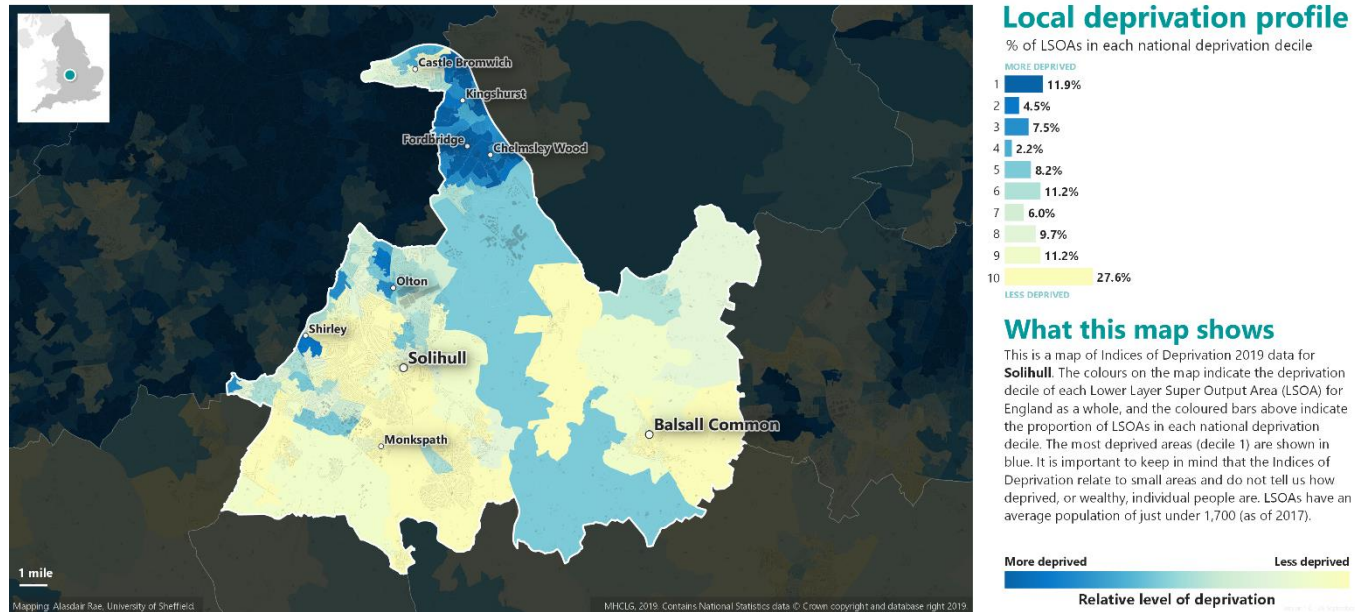 Castle Bromwich
Kingshurst
Fordbridge
Chelmsley Wood
Olton
Shirley
Solihull
Balsall Common
Monkspath
1 mile
Mapping: Alasdair Rae, University of Sheffield.
MHCLG, 2019. Contains National Statistics data © Crown copyright and database right 2019.
Local deprivation profile
% of LSOAs in each national deprivation decile
MORE DEPRIVED
1 11.9%
2 4.5%
3 7.5%
4 2.2%
5 8.2%
6 11.2%
7 6.0%
8 9.7%
9 11.2%
10 27.6%
LESS DEPRIVED
What this map shows
This is a map of Indices of Deprivation 2019 data for
Solihull. The colours on the map indicate the deprivation
decile of each Lower Layer Super Output Area (LSOA) for
England as a whole, and the coloured bars above indicate
the proportion of LSOAs in each national deprivation
decile. The most deprived areas (decile 1) are shown in
blue. It is important to keep in mind that the Indices of
Deprivation relate to small areas and do not tell us how
deprived, or wealthy, individual people are. LSOAs have an
average population of just under 1,700 (as of 2017).
More deprived Less deprived
Relative level of deprivation